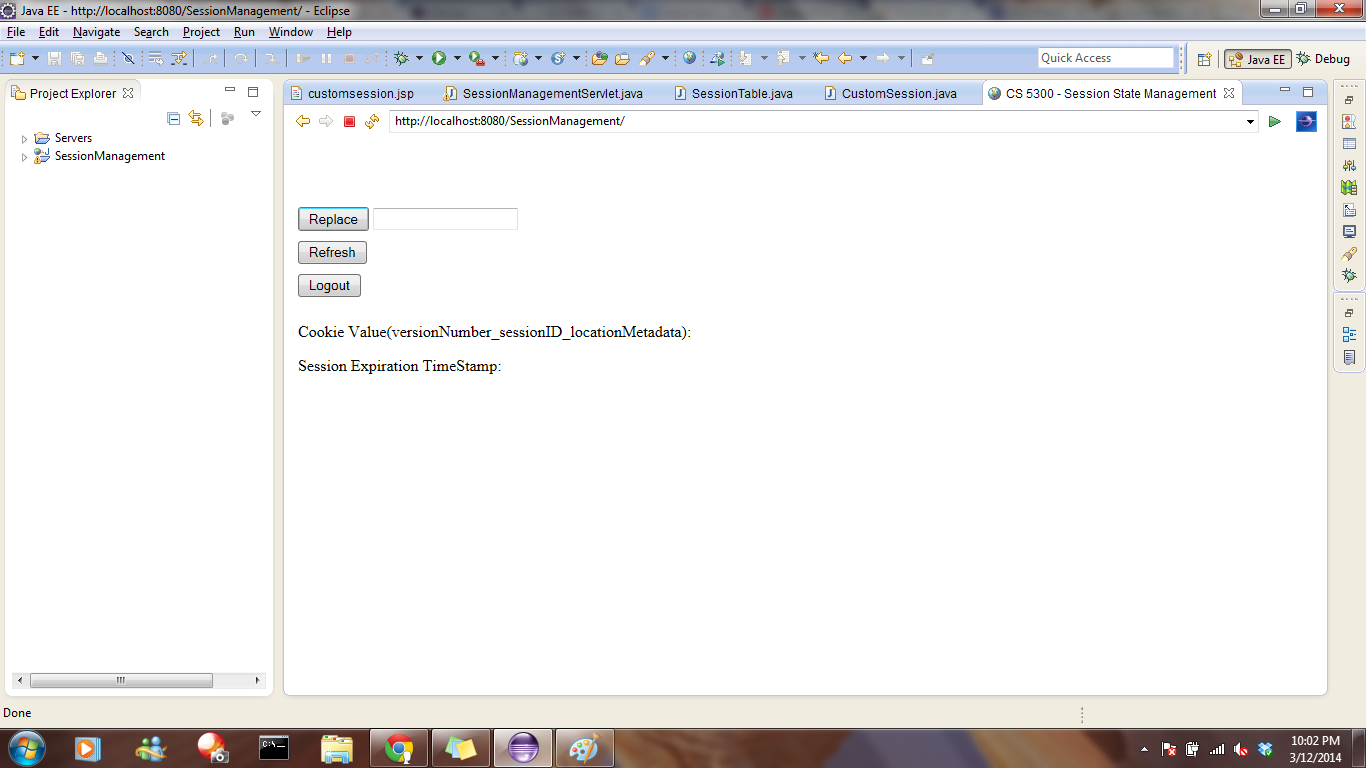 Java EE - http://localhost:8080/SessionManagement/ - Eclipse
File Edit Navigate Search Project Run Window Help
Quick Access Java EE Debug
Project Explorer
customsession.jsp SessionManagementServlet.java SessionTable.java CustomSession.java CS 5300 - Session State Management
http://localhost:8080/SessionManagement/
Servers
SessionManagement
Replace
Refresh
Logout
Cookie Value(versionNumber_sessionID_locationMetadata):
Session Expiration TimeStamp:
Done
C:\_
10:02 PM
3/12/2014